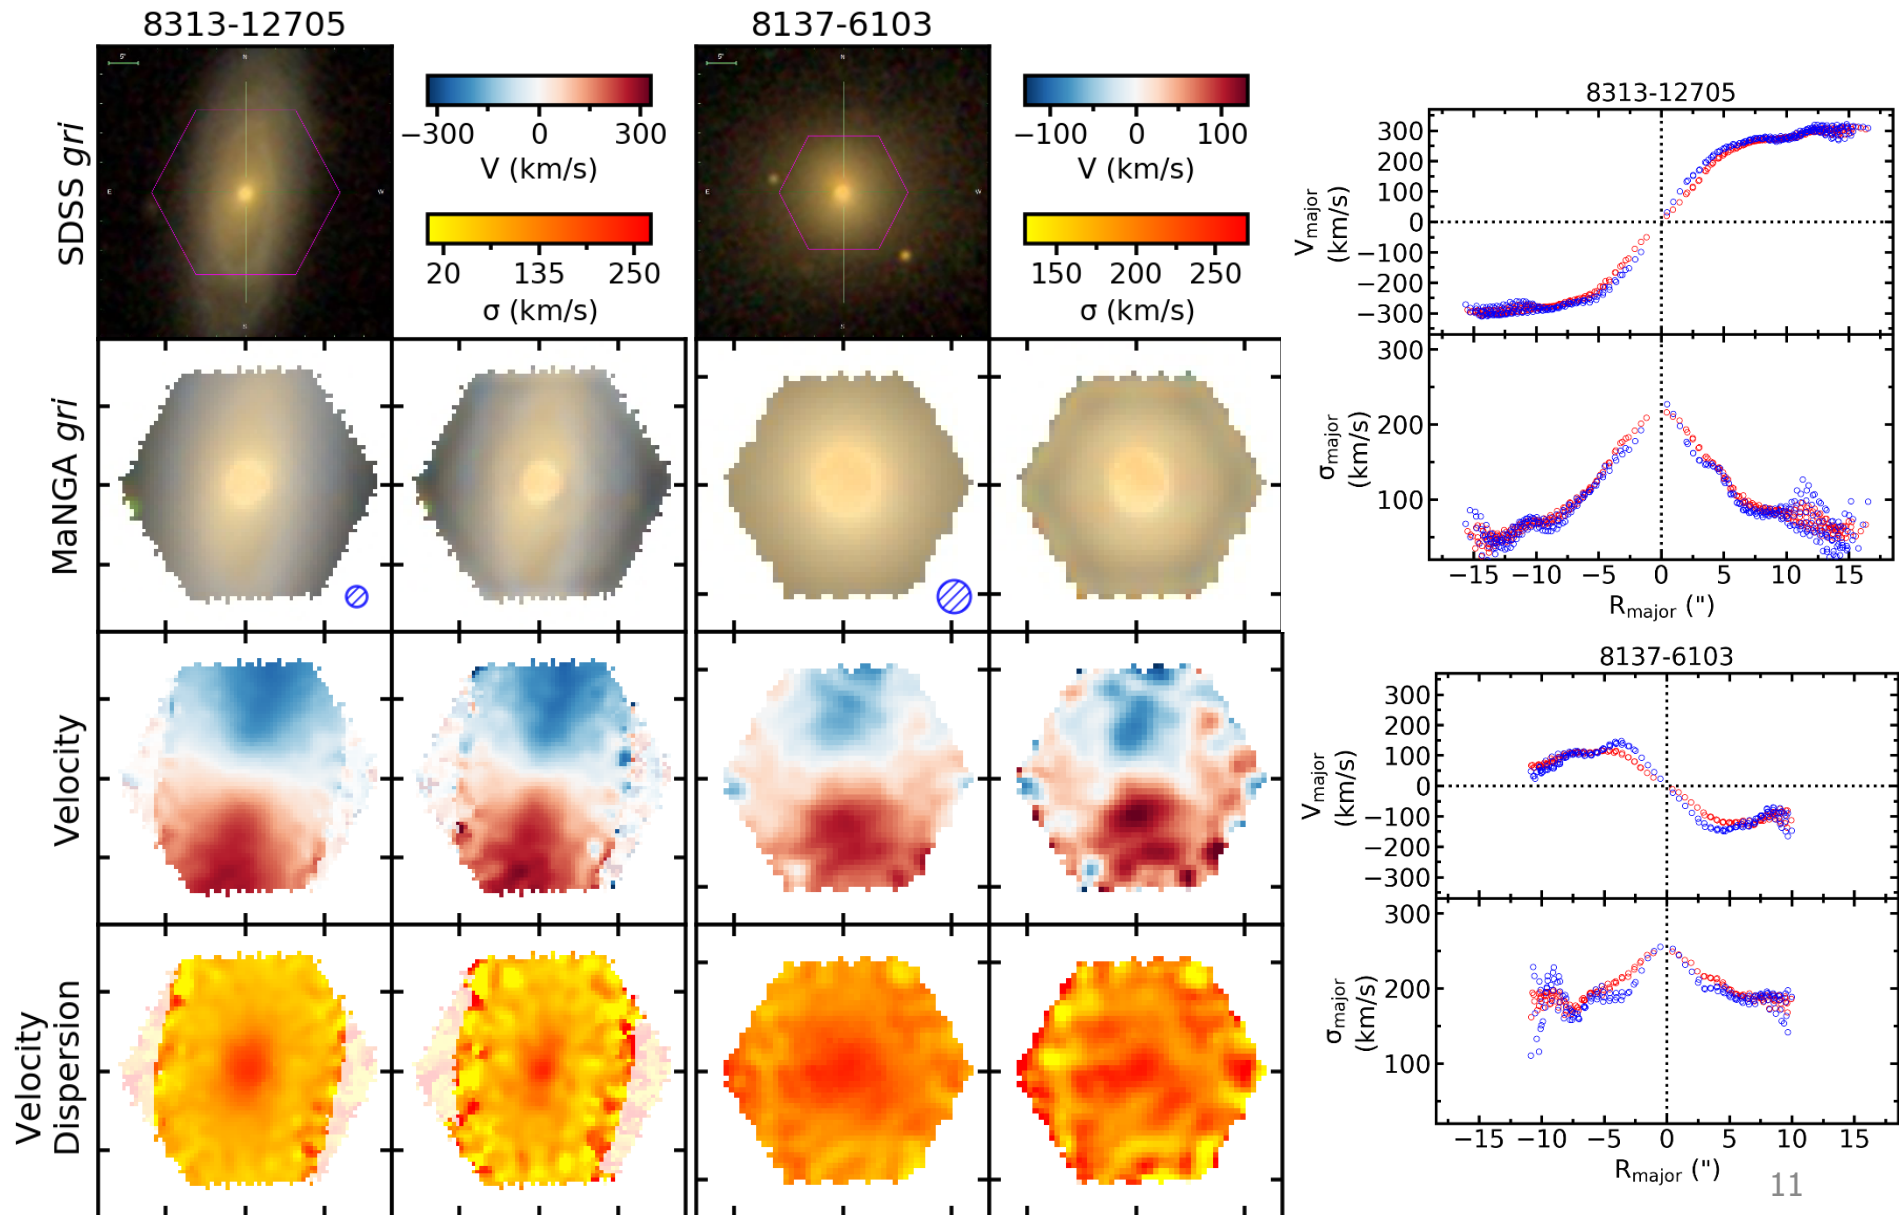 8313-12705
8137-6103
SDSS gri
5"
N
E
W
S
−300 0 300
V (km/s)
20 135 250
σ (km/s)
5"
N
E
W
S
−100 0 100
V (km/s)
150 200 250
σ (km/s)
MaNGA gri
Velocity
Velocity
Dispersion
8313-12705
300
200
100
0
−100
−200
−300
Vmajor
(km/s)
300
200
100
σmajor
(km/s)
−15 −10 −5 0 5 10 15
Rmajor (")
8137-6103
300
200
100
0
−100
−200
−300
Vmajor
(km/s)
300
200
100
σmajor
(km/s)
−15 −10 −5 0 5 10 15
Rmajor (")
11